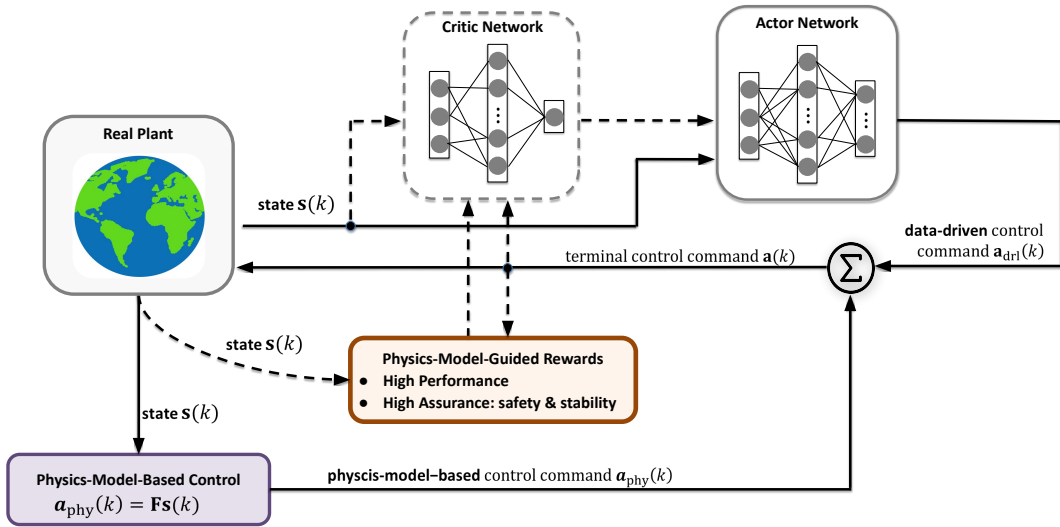 Critic Network
Actor Network
Real Plant
state s(k)
data-driven control
command a_drl(k)
terminal control command a(k)
Σ
state s(k)
Physics-Model-Guided Rewards
● High Performance
● High Assurance: safety & stability
state s(k)
Physics-Model-Based Control
a_phy(k) = Fs(k)
physcis-model–based control command a_phy(k)